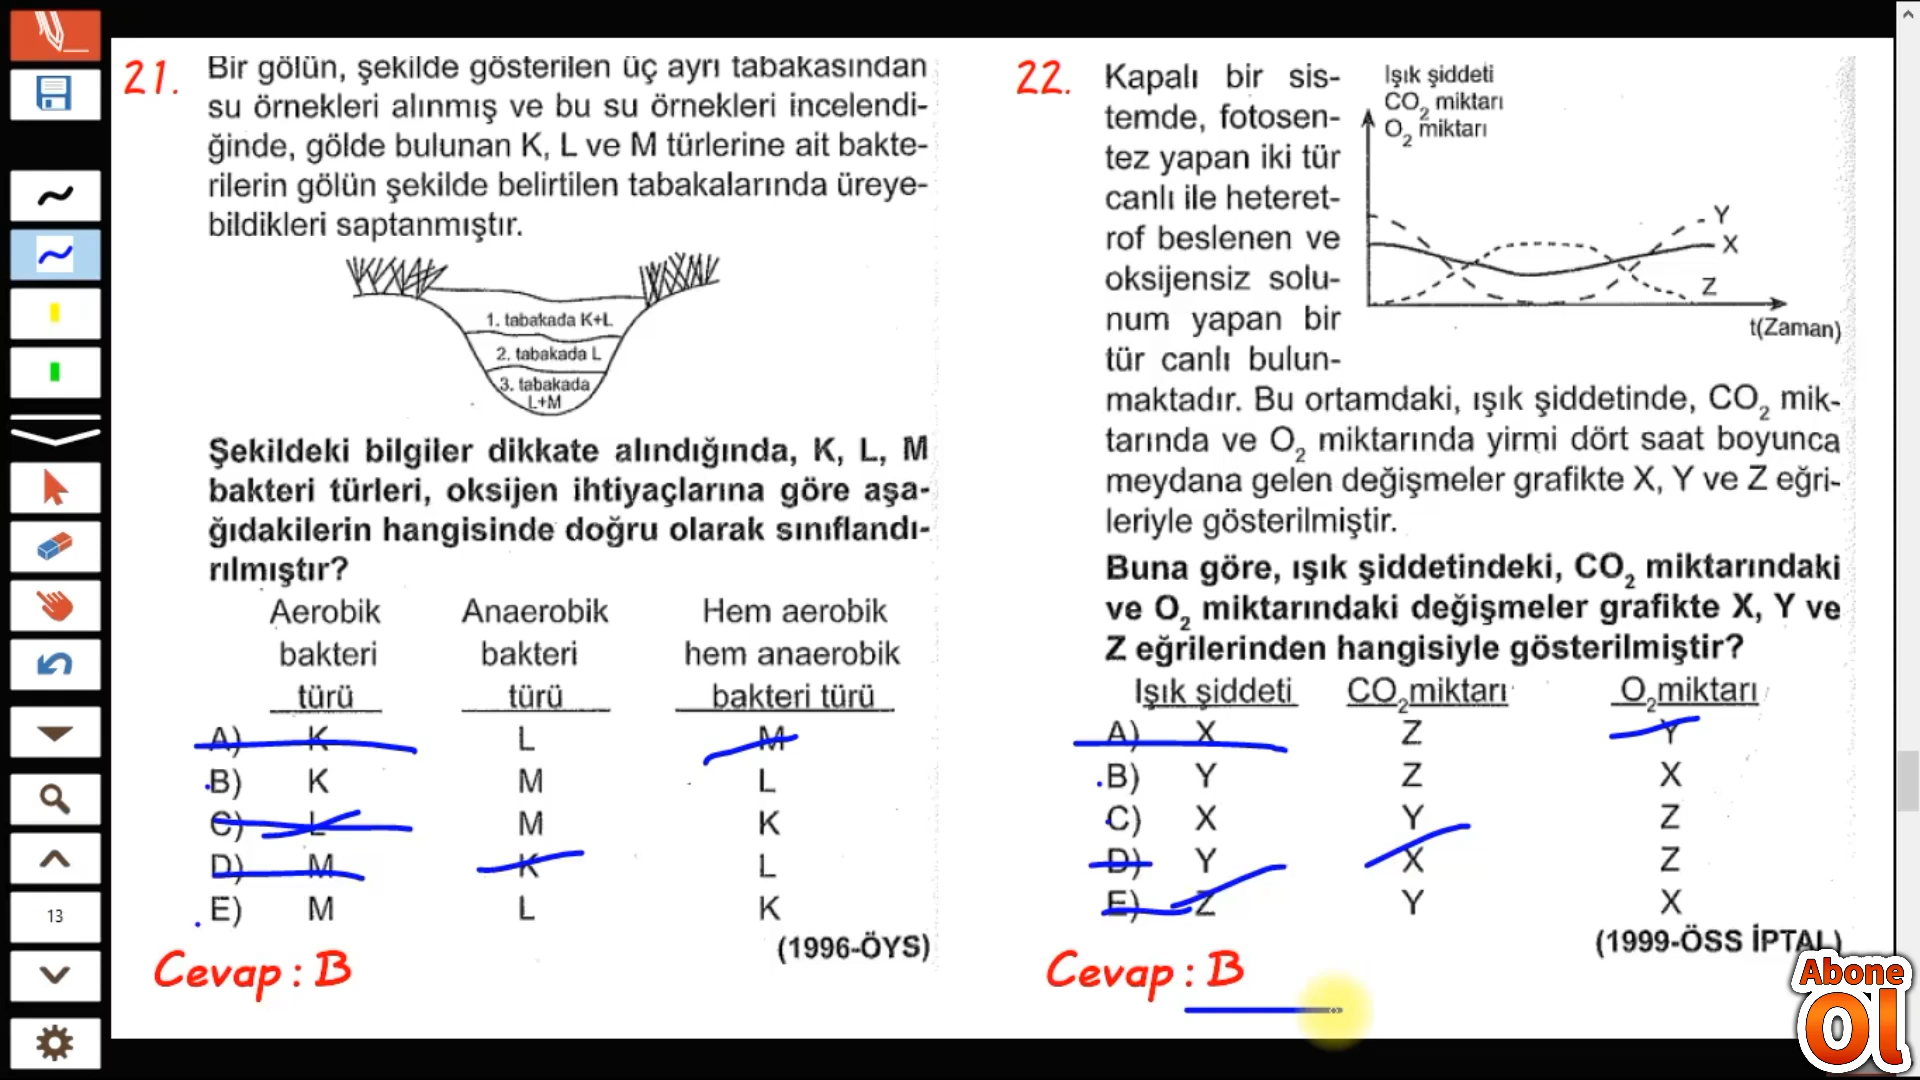 21.
Bir gölün, şekilde gösterilen üç ayrı tabakasından
su örnekleri alınmış ve bu su örnekleri incelendi-
ğinde, gölde bulunan K, L ve M türlerine ait bakte-
rilerin gölün şekilde belirtilen tabakalarında üreye-
bildikleri saptanmıştır.
1. tabakada K+L
2. tabakada L
3. tabakada
L+M
Şekildeki bilgiler dikkate alındığında, K, L, M
bakteri türleri, oksijen ihtiyaçlarına göre aşa-
ğıdakilerin hangisinde doğru olarak sınıflandı-
rılmıştır?
Aerobik Anaerobik Hem aerobik
bakteri bakteri hem anaerobik
türü türü bakteri türü
A) K L M
B) K M L
C) L M K
D) M K L
E) M L K
(1996-ÖYS)
Cevap : B
22.
Kapalı bir sis-
temde, fotosen-
tez yapan iki tür
canlı ile heteret-
rof beslenen ve
oksijensiz solu-
num yapan bir
tür canlı bulun-
maktadır. Bu ortamdaki, ışık şiddetinde, CO₂ mik-
tarında ve O₂ miktarında yirmi dört saat boyunca
meydana gelen değişmeler grafikte X, Y ve Z eğri-
leriyle gösterilmiştir.
Işık şiddeti
CO₂ miktarı
O₂ miktarı
Y
X
Z
t(Zaman)
Buna göre, ışık şiddetindeki, CO₂ miktarındaki
ve O₂ miktarındaki değişmeler grafikte X, Y ve
Z eğrilerinden hangisiyle gösterilmiştir?
Işık şiddeti CO₂miktarı O₂miktarı
A) X Z Y
B) Y Z X
C) X Y Z
D) Y X Z
E) Z Y X
(1999-ÖSS İPTAL)
Cevap : B
13
Abone
Ol